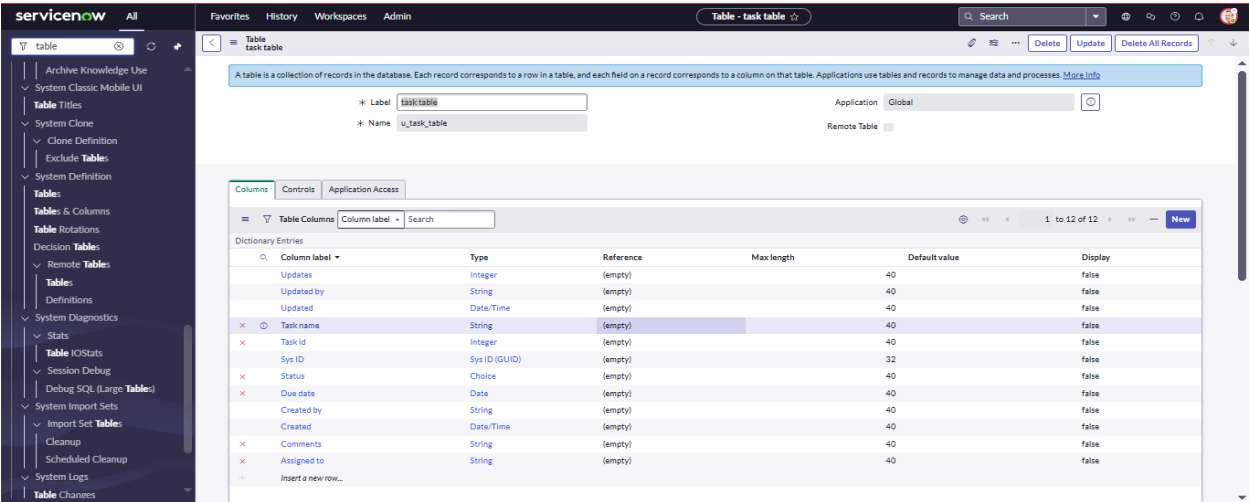 servicenow All Favorites History Workspaces Admin Table - task table Search
table
Table
task table
Delete Update Delete All Records
A table is a collection of records in the database. Each record corresponds to a row in a table, and each field on a record corresponds to a column on that table. Applications use tables and records to manage data and processes. More Info
Label task table
Application Global
Name u_task_table
Remote Table
Archive Knowledge Use
System Classic Mobile UI
Table Titles
System Clone
Clone Definition
Exclude Tables
System Definition
Tables
Tables & Columns
Table Rotations
Decision Tables
Remote Tables
Tables
Definitions
System Diagnostics
Stats
Table IOStats
Session Debug
Debug SQL (Large Tables)
System Import Sets
Import Set Tables
Cleanup
Scheduled Cleanup
System Logs
Table Changes
Columns Controls Application Access
Table Columns Column label Search 1 to 12 of 12 New
Dictionary Entries
Column label Type Reference Max length Default value Display
Updates Integer (empty) 40 false
Updated by String (empty) 40 false
Updated Date/Time (empty) 40 false
Task name String (empty) 40 false
Task id Integer (empty) 40 false
Sys ID Sys ID (GUID) (empty) 32 false
Status Choice (empty) 40 false
Due date Date (empty) 40 false
Created by String (empty) 40 false
Created Date/Time (empty) 40 false
Comments String (empty) 40 false
Assigned to String (empty) 40 false
Insert a new row...